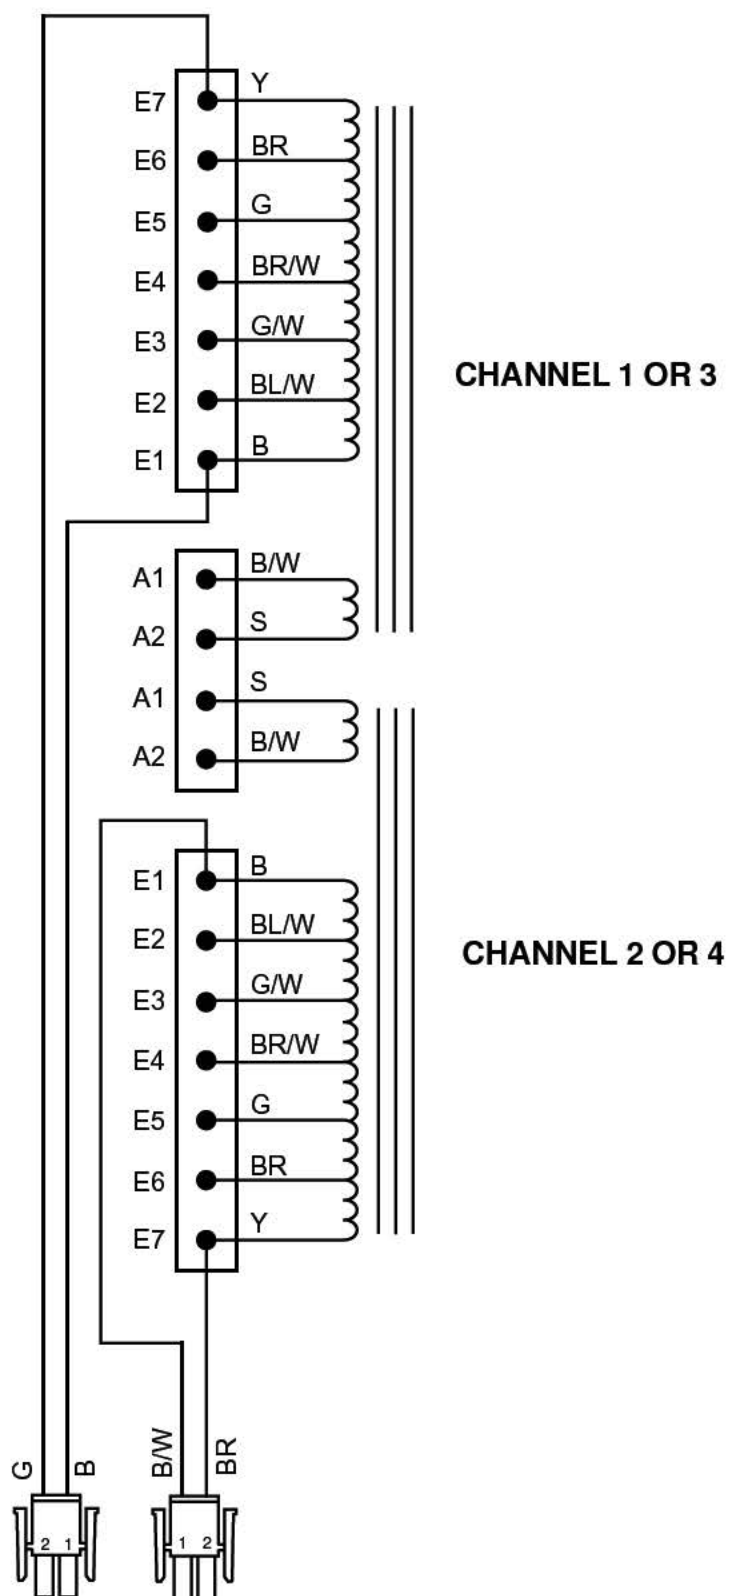 Y
E7
BR
E6
G
E5
BR/W
E4
G/W
E3
CHANNEL 1 OR 3
BL/W
E2
B
E1
B/W
A1
S
A2
S
A1
B/W
A2
B
E1
BL/W
E2
CHANNEL 2 OR 4
G/W
E3
BR/W
E4
G
E5
BR
E6
Y
E7
G
B
B/W
BR
2 1
1 2